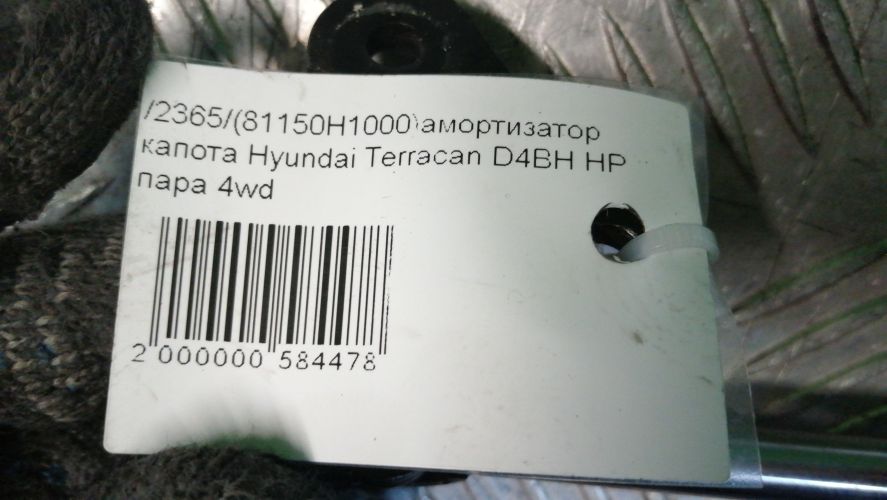 /2365/(81150H1000\амортизатор
капота Hyundai Terracan D4BH HP
пара 4wd
2 000000 584478